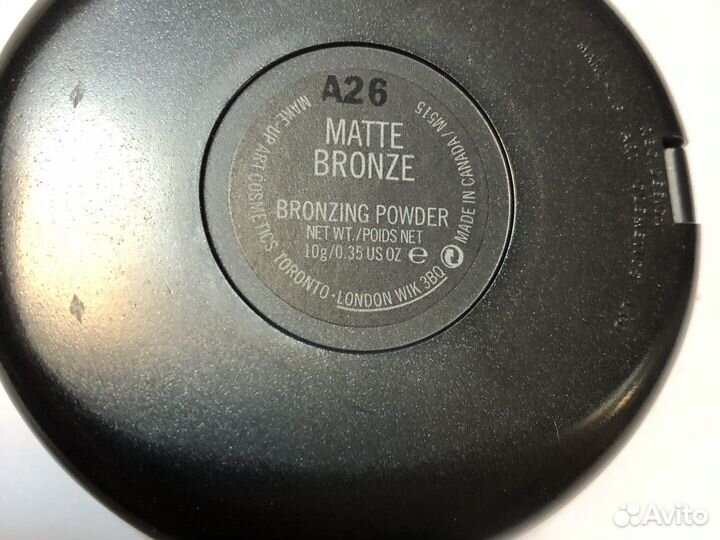 A26
MATTE
BRONZE
BRONZING POWDER
NET WT./POIDS NET
10g/0.35 US OZ e
MAKE-UP ART COSMETICS TORONTO · LONDON W1K 3BQ
MADE IN CANADA / M515
Avito